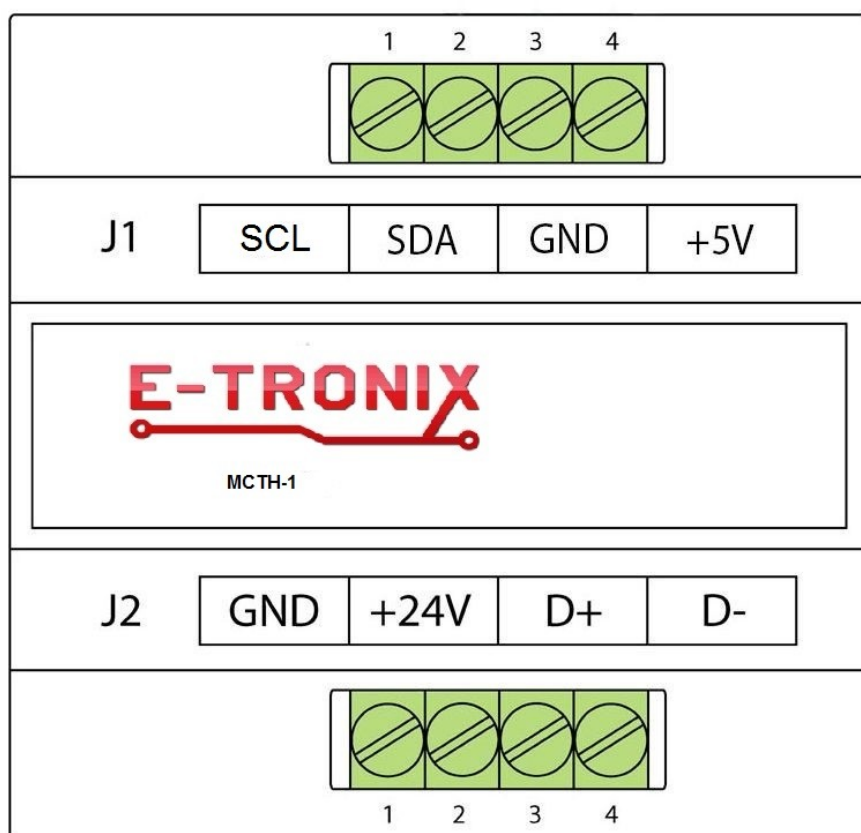 1 2 3 4
J1 SCL SDA GND +5V
E-TRONIX
MCTH-1
J2 GND +24V D+ D-
1 2 3 4